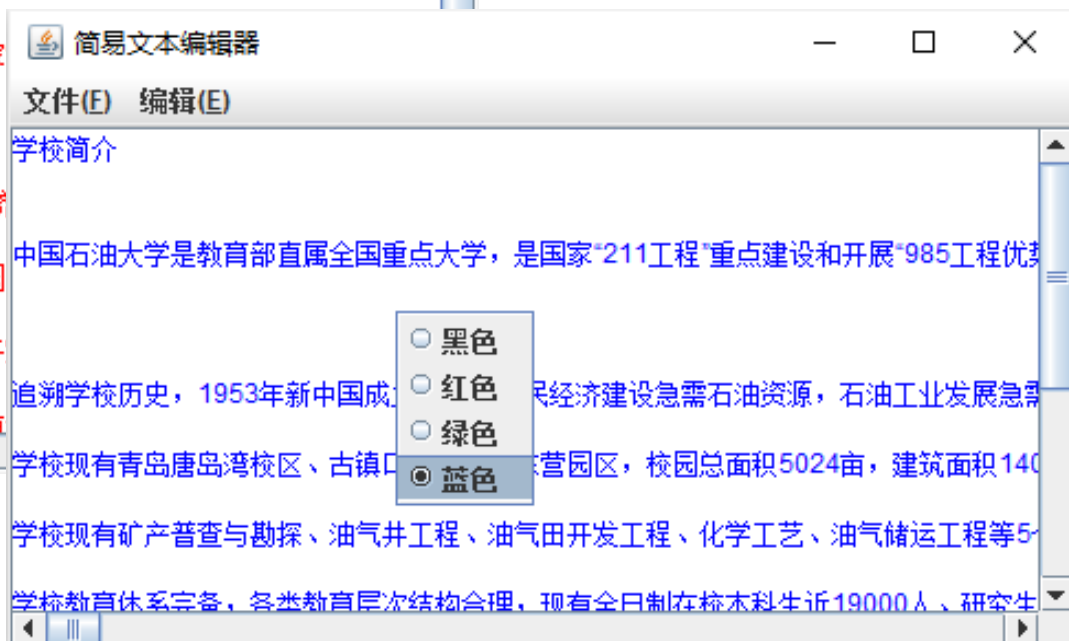 简易文本编辑器
文件(F) 编辑(E)
学校简介
中国石油大学是教育部直属全国重点大学，是国家“211工程”重点建设和开展“985工程优
追溯学校历史，1953年新中国成 民经济建设急需石油资源，石油工业发展急需
学校现有青岛唐岛湾校区、古镇口 东营园区，校园总面积5024亩，建筑面积140
学校现有矿产普查与勘探、油气井工程、油气田开发工程、化学工艺、油气储运工程等5
学校教育体系完备，各类教育层次结构合理，现有全日制在校本科生近19000人、研究生
黑色
红色
绿色
蓝色